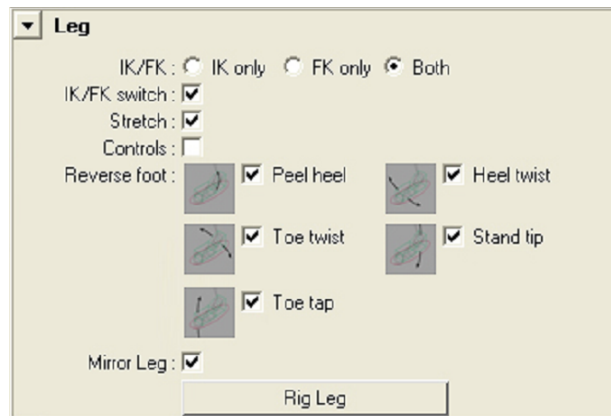 Leg
IK/FK : IK only FK only Both
IK/FK switch :
Stretch :
Controls :
Reverse foot : Peel heel Heel twist
Toe twist Stand tip
Toe tap
Mirror Leg :
Rig Leg